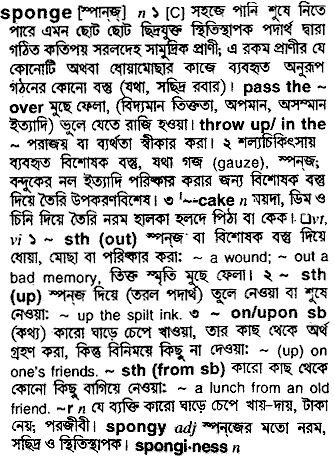 sponge [স্পান্‌জ্] n ১ [C] সহজে পানি শুষে নিতে
পারে এমন ছোট ছোট ছিদ্রযুক্ত স্থিতিস্থাপক পদার্থ দ্বারা
গঠিত কতিপয় সরলদেহ সামুদ্রিক প্রাণী; এ রকম প্রাণীর যে
কোনোটি অথবা ধোয়ামোছার কাজে ব্যবহৃত অনুরূপ
গঠনের কোনো বস্তু (যথা, সছিদ্র রবার)। pass the ~
over মুছে ফেলা, (বিদ্যমান তিক্ততা, অপমান, অসম্মান
ইত্যাদি) ভুলে যেতে রাজি হওয়া। throw up/ in the
~ পরাজয় বা ব্যর্থতা স্বীকার করা। ২ শল্যচিকিৎসায়
ব্যবহৃত বিশোষক বস্তু, যথা গজ (gauze), স্পন্‌জ;
বন্দুকের নল ইত্যাদি পরিষ্কার করার জন্য বিশোষক বস্তু
দিয়ে তৈরি উপকরণবিশেষ। ৩ '~-cake n ময়দা, ডিম ও
চিনি দিয়ে তৈরি নরম হালকা হলদে পিঠা বা কেক। □vt,
vi ১ ~ sth (out) স্পন্‌জ বা বিশোষক বস্তু দিয়ে
ধোয়া, মোছা বা পরিষ্কার করা: ~ a wound; ~ out a
bad memory, তিক্ত স্মৃতি মুছে ফেলা। ২ ~ sth
(up) স্পন্‌জ দিয়ে (তরল পদার্থ) তুলে নেওয়া বা শুষে
নেওয়া: ~ up the spilt ink. ৩ ~ on/upon sb
(কথ্য) কারো ঘাড়ে চেপে খাওয়া, তার কাছ থেকে অর্থ
গ্রহণ করা, কিন্তু বিনিময়ে কিছু না দেওয়া: ~ (up) on
one's friends. ~ sth (from sb) কারো কাছ থেকে
কোনো কিছু বাগিয়ে নেওয়া: ~ a lunch from an old
friend. ~r n যে ব্যক্তি কারো ঘাড়ে চেপে খায়-দায়, টাকা
নেয়; পরজীবী। spongy adj স্পন্‌জের মতো নরম,
সছিদ্র ও স্থিতিস্থাপক। spongi·ness n